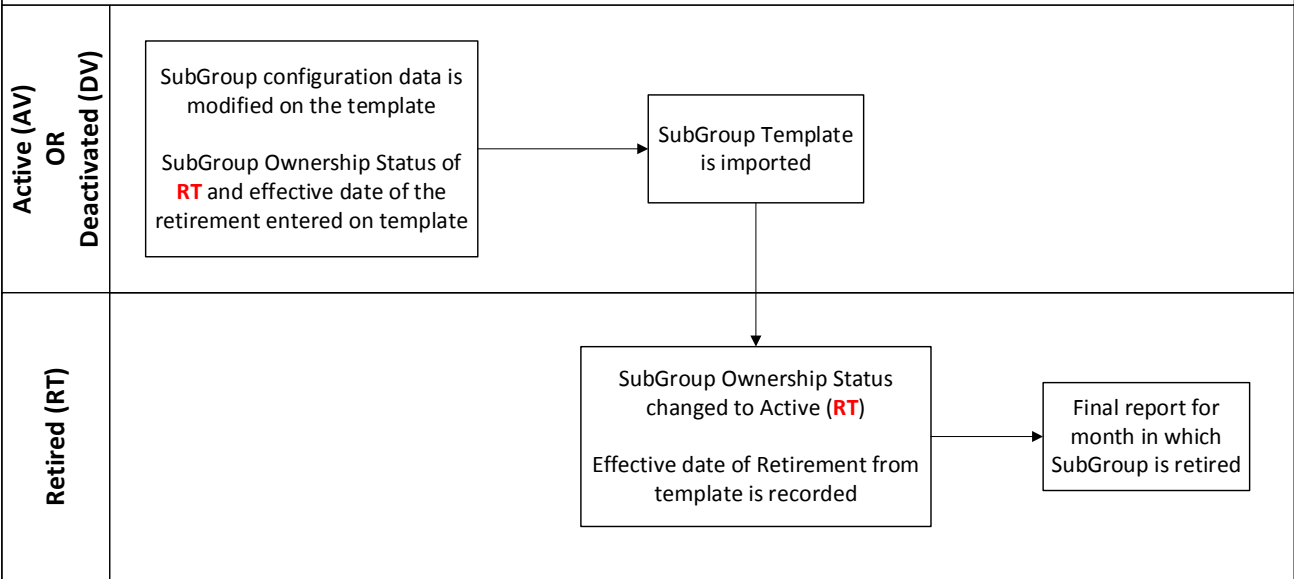 Active (AV)
OR
Deactivated (DV)
SubGroup configuration data is
modified on the template
SubGroup Ownership Status of
RT and effective date of the
retirement entered on template
SubGroup Template
is imported
Retired (RT)
SubGroup Ownership Status
changed to Active (RT)
Effective date of Retirement from
template is recorded
Final report for
month in which
SubGroup is retired